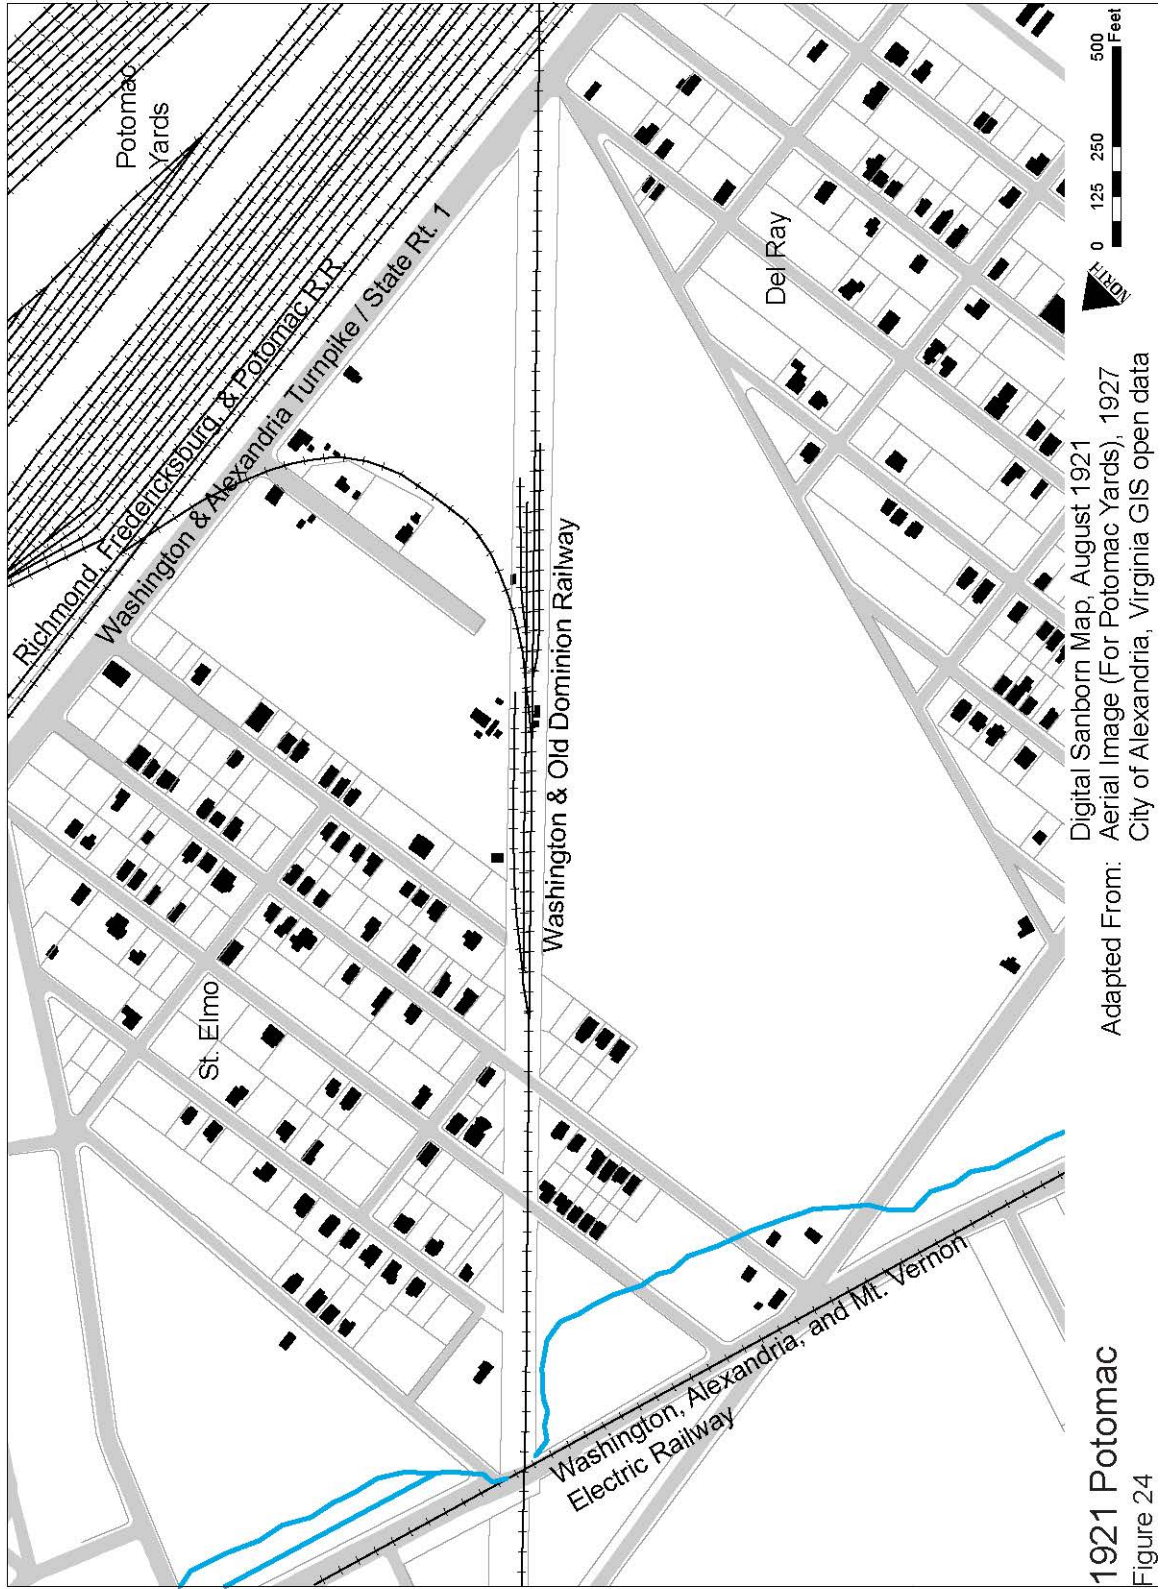 Potomac
Yards
Richmond, Fredericksburg, & Potomac R.R.
Washington & Alexandria Turnpike / State Rt. 1
St. Elmo
Washington & Old Dominion Railway
Del Ray
Washington, Alexandria, and Mt. Vernon
Electric Railway
1921 Potomac
Figure 24
Adapted From:
Digital Sanborn Map, August 1921
Aerial Image (For Potomac Yards), 1927
City of Alexandria, Virginia GIS open data
NORTH
0 125 250 500
Feet